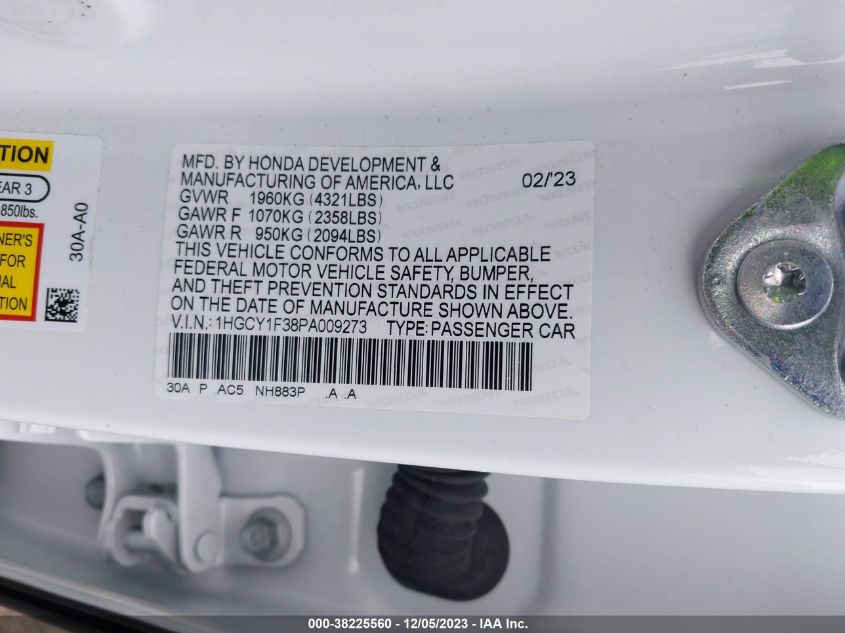 TION
EAR 3
850lbs.
30A-A0
NER'S
FOR
IAL
TION
MFD. BY HONDA DEVELOPMENT &
MANUFACTURING OF AMERICA, LLC 02/'23
GVWR 1960KG (4321LBS)
GAWR F 1070KG (2358LBS)
GAWR R 950KG (2094LBS)
THIS VEHICLE CONFORMS TO ALL APPLICABLE
FEDERAL MOTOR VEHICLE SAFETY, BUMPER,
AND THEFT PREVENTION STANDARDS IN EFFECT
ON THE DATE OF MANUFACTURE SHOWN ABOVE.
V.I.N.: 1HGCY1F38PA009273 TYPE: PASSENGER CAR
30A P AC5 NH883P .A .A
000-38225560 - 12/05/2023 - IAA Inc.